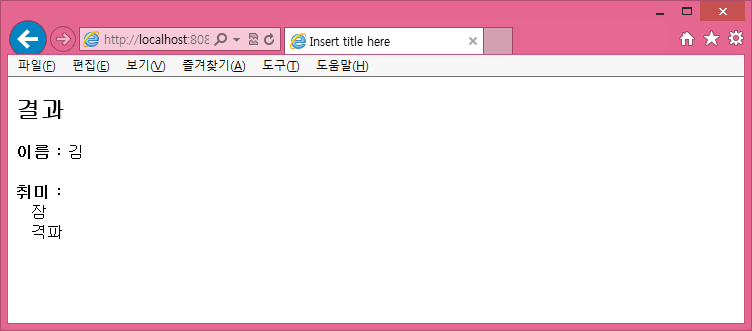 http://localhost:808
Insert title here
파일(F) 편집(E) 보기(V) 즐겨찾기(A) 도구(T) 도움말(H)
결과
이름 : 김
취미 :
잠
격파